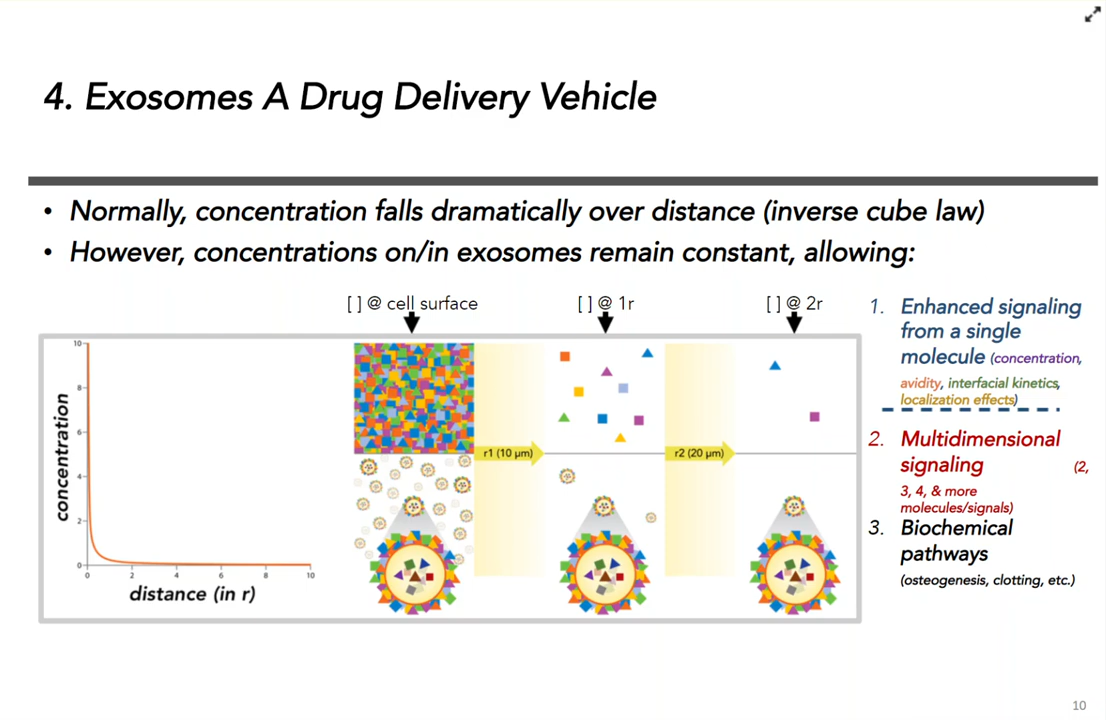 4. Exosomes A Drug Delivery Vehicle
• Normally, concentration falls dramatically over distance (inverse cube law)
• However, concentrations on/in exosomes remain constant, allowing:
[ ] @ cell surface
[ ] @ 1r
[ ] @ 2r
10
8
6
4
2
0
0 2 4 6 8 10
concentration
distance (in r)
r1 (10 μm)
r2 (20 μm)
1. Enhanced signaling
from a single
molecule (concentration,
avidity, interfacial kinetics,
localization effects)
2. Multidimensional
signaling (2,
3, 4, & more
molecules/signals)
3. Biochemical
pathways
(osteogenesis, clotting, etc.)
10